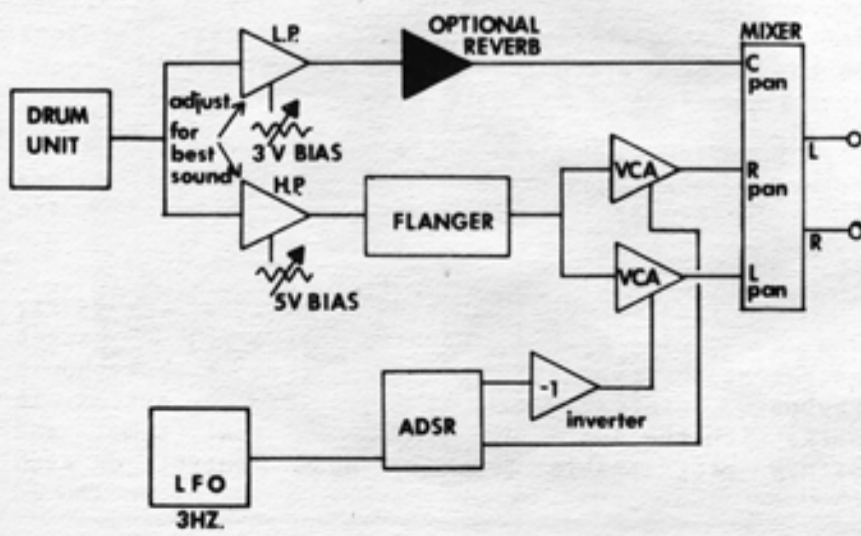 OPTIONAL
REVERB
MIXER
L.P.
C
pan
DRUM
UNIT
adjust
for
best
sound
3 V BIAS
H.P.
FLANGER
VCA
R
pan
L
R
VCA
L
pan
5V BIAS
-1
inverter
ADSR
LFO
3HZ.